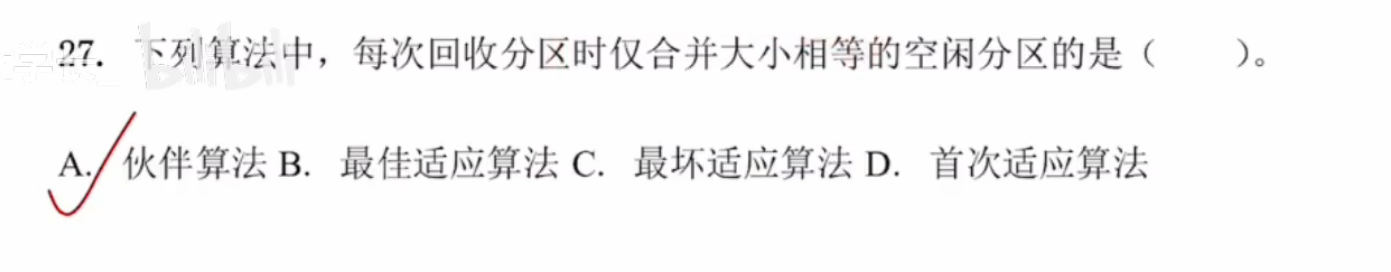 27. 下列算法中，每次回收分区时仅合并大小相等的空闲分区的是（　　）。
A. 伙伴算法 B. 最佳适应算法 C. 最坏适应算法 D. 首次适应算法